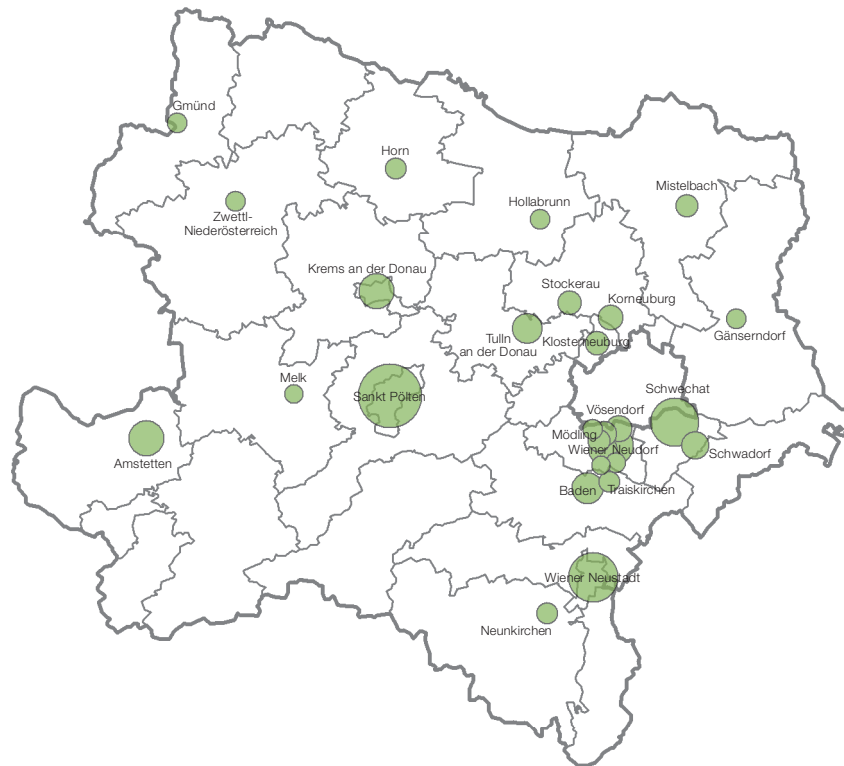 Gmünd
Horn
Zwettl-
Niederösterreich
Hollabrunn
Mistelbach
Krems an der Donau
Stockerau
Korneuburg
Tulln
an der Donau
Klosterneuburg
Gänserndorf
Melk
Sankt Pölten
Schwechat
Vösendorf
Mödling
Wiener Neudorf
Schwadorf
Amstetten
Baden
Traiskirchen
Wiener Neustadt
Neunkirchen